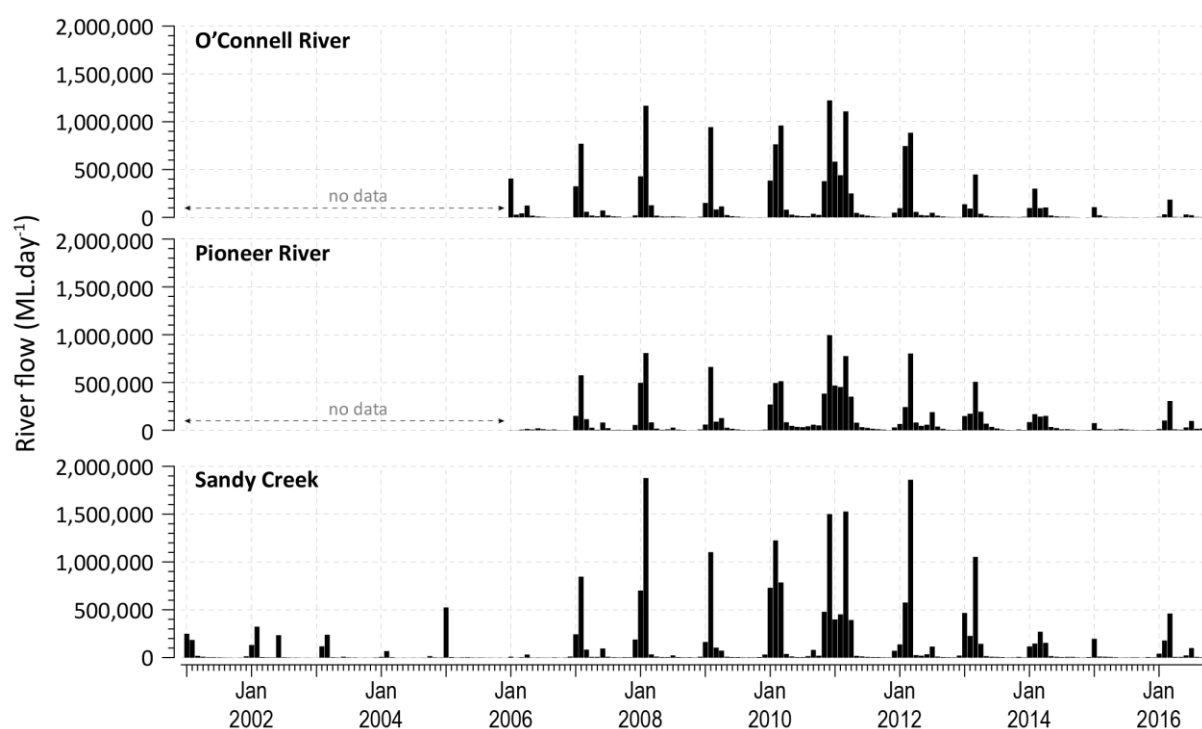 River flow (ML.day⁻¹)
2,000,000
O’Connell River
1,500,000
1,000,000
500,000
no data
0
2,000,000
Pioneer River
1,500,000
1,000,000
500,000
no data
0
2,000,000
Sandy Creek
1,500,000
1,000,000
500,000
0
Jan Jan Jan Jan Jan Jan Jan Jan
2002 2004 2006 2008 2010 2012 2014 2016